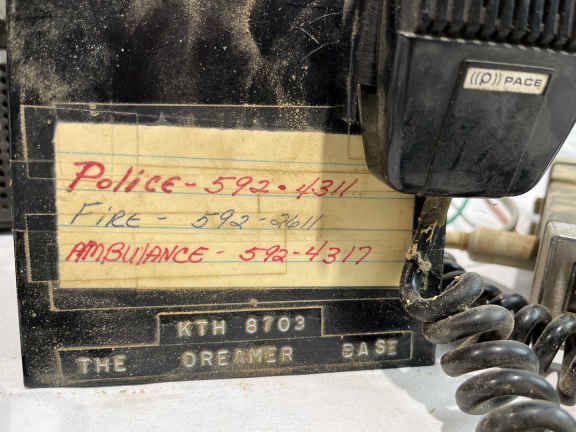 ((p)) PACE
Police - 592 • 4311
FIRE - 592-2611
AMBULANCE - 592-4317
KTH 8703
THE DREAMER BASE